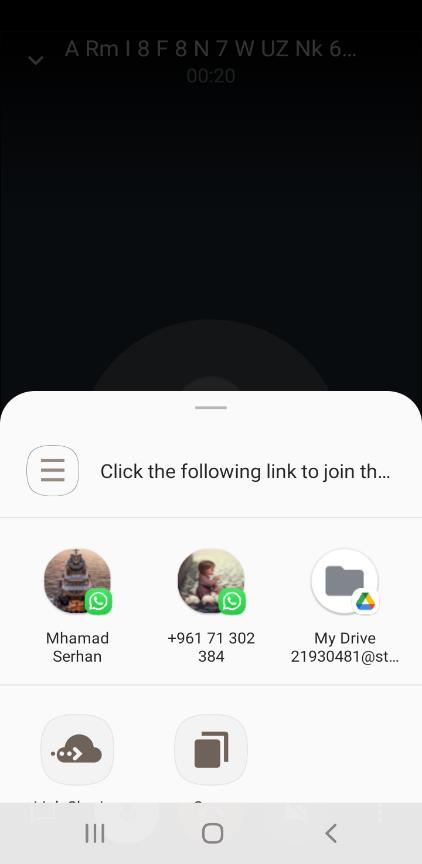 A Rm I 8 F 8 N 7 W UZ Nk 6...
00:20
Click the following link to join th...
Mhamad
Serhan
+961 71 302
384
My Drive
21930481@st...